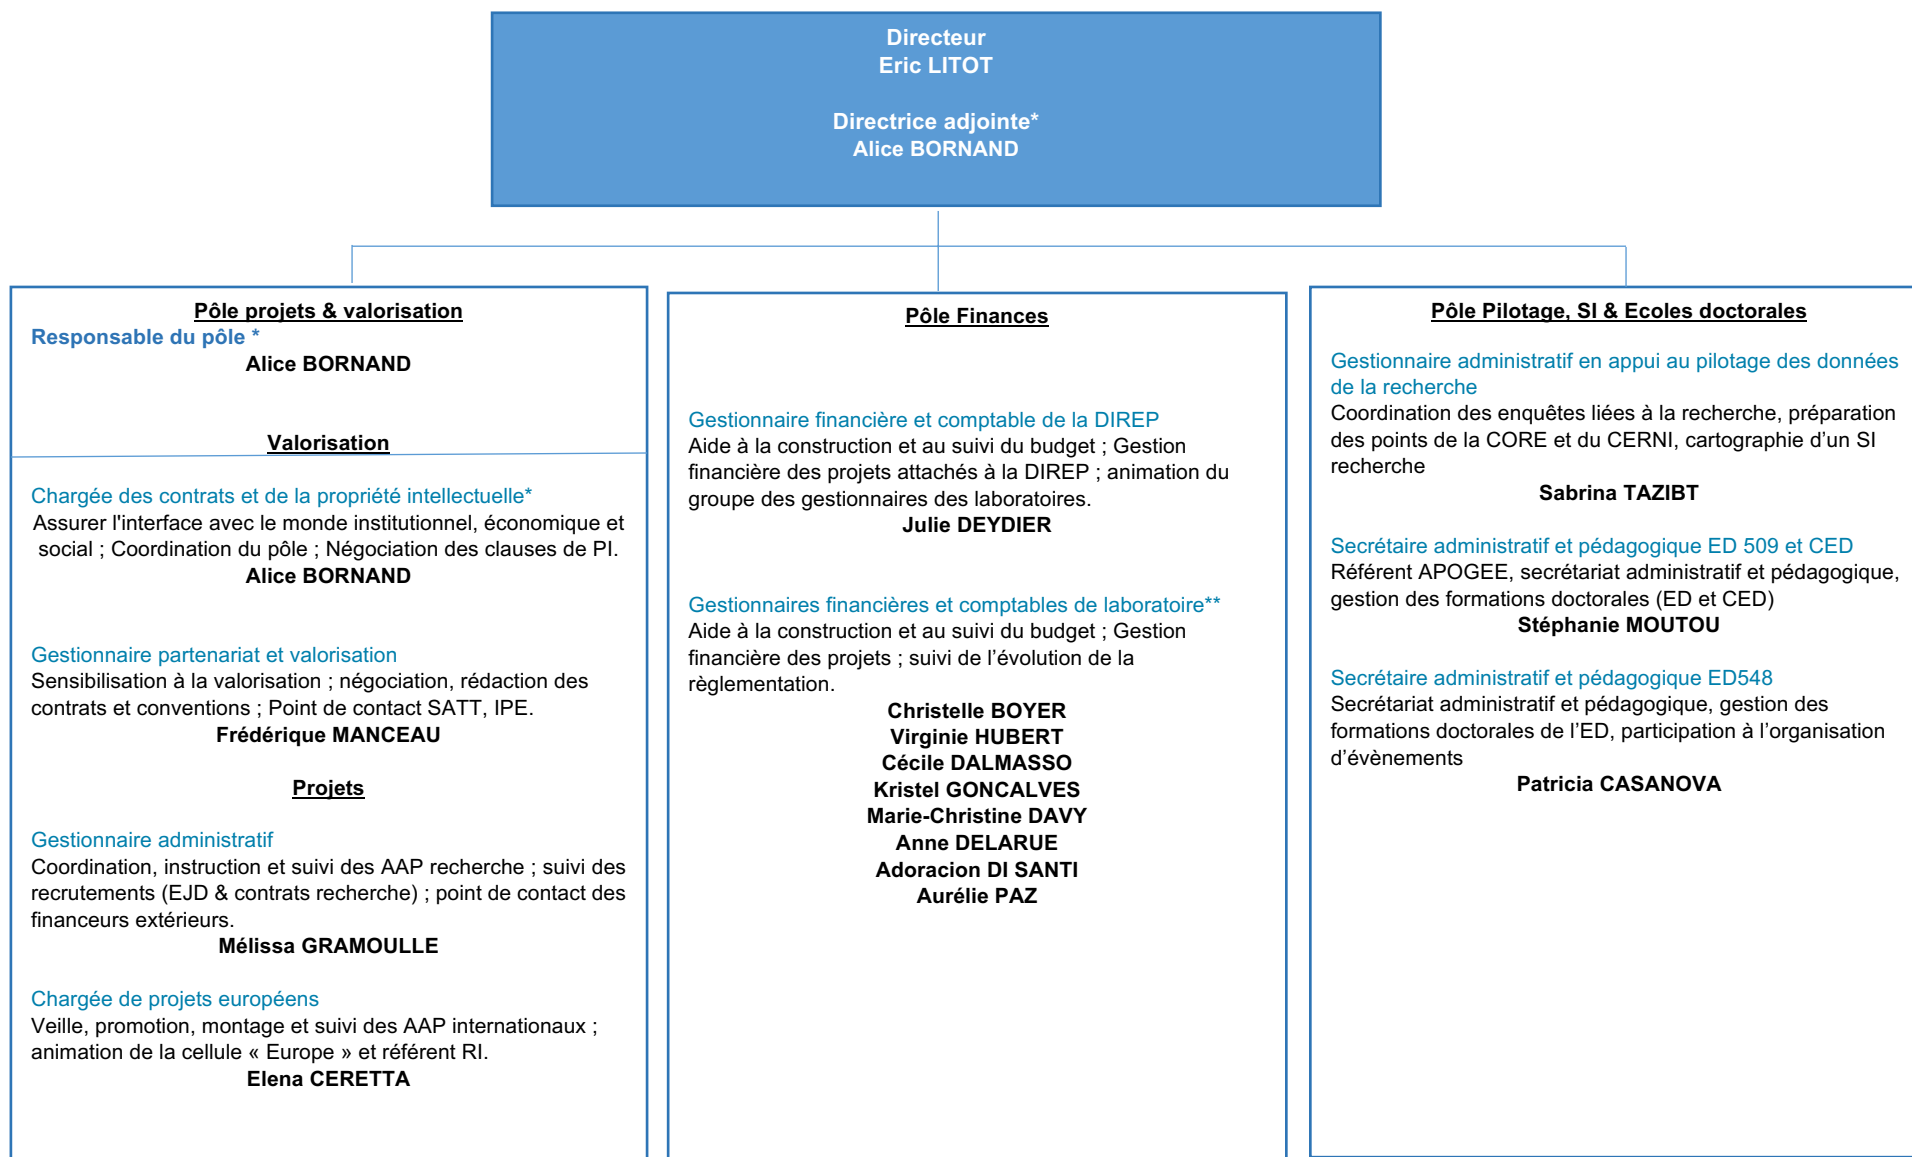 Directeur
Eric LITOT
Directrice adjointe*
Alice BORNAND
Pôle projets & valorisation
Responsable du pôle *
Alice BORNAND
Valorisation
Chargée des contrats et de la propriété intellectuelle*
Assurer l'interface avec le monde institutionnel, économique et
social ; Coordination du pôle ; Négociation des clauses de PI.
Alice BORNAND
Gestionnaire partenariat et valorisation
Sensibilisation à la valorisation ; négociation, rédaction des
contrats et conventions ; Point de contact SATT, IPE.
Frédérique MANCEAU
Projets
Gestionnaire administratif
Coordination, instruction et suivi des AAP recherche ; suivi des
recrutements (EJD & contrats recherche) ; point de contact des
financeurs extérieurs.
Mélissa GRAMOULLE
Chargée de projets européens
Veille, promotion, montage et suivi des AAP internationaux ;
animation de la cellule « Europe » et référent RI.
Elena CERETTA
Pôle Finances
Gestionnaire financière et comptable de la DIREP
Aide à la construction et au suivi du budget ; Gestion
financière des projets attachés à la DIREP ; animation du
groupe des gestionnaires des laboratoires.
Julie DEYDIER
Gestionnaires financières et comptables de laboratoire**
Aide à la construction et au suivi du budget ; Gestion
financière des projets ; suivi de l’évolution de la
règlementation.
Christelle BOYER
Virginie HUBERT
Cécile DALMASSO
Kristel GONCALVES
Marie-Christine DAVY
Anne DELARUE
Adoracion DI SANTI
Aurélie PAZ
Pôle Pilotage, SI & Ecoles doctorales
Gestionnaire administratif en appui au pilotage des données
de la recherche
Coordination des enquêtes liées à la recherche, préparation
des points de la CORE et du CERNI, cartographie d’un SI
recherche
Sabrina TAZIBT
Secrétaire administratif et pédagogique ED 509 et CED
Référent APOGEE, secrétariat administratif et pédagogique,
gestion des formations doctorales (ED et CED)
Stéphanie MOUTOU
Secrétaire administratif et pédagogique ED548
Secrétariat administratif et pédagogique, gestion des
formations doctorales de l’ED, participation à l’organisation
d’évènements
Patricia CASANOVA